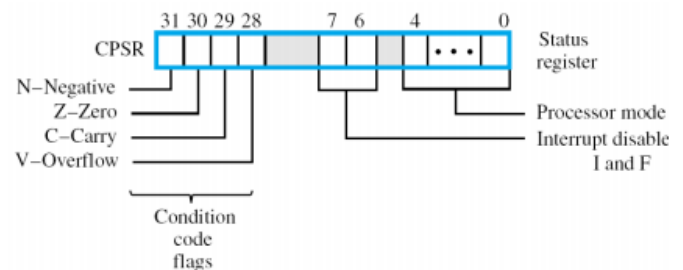 31 30 29 28 7 6 4 0
CPSR
Status
register
N–Negative
Z–Zero
C–Carry
V–Overflow
Processor mode
Interrupt disable
I and F
Condition
code
flags